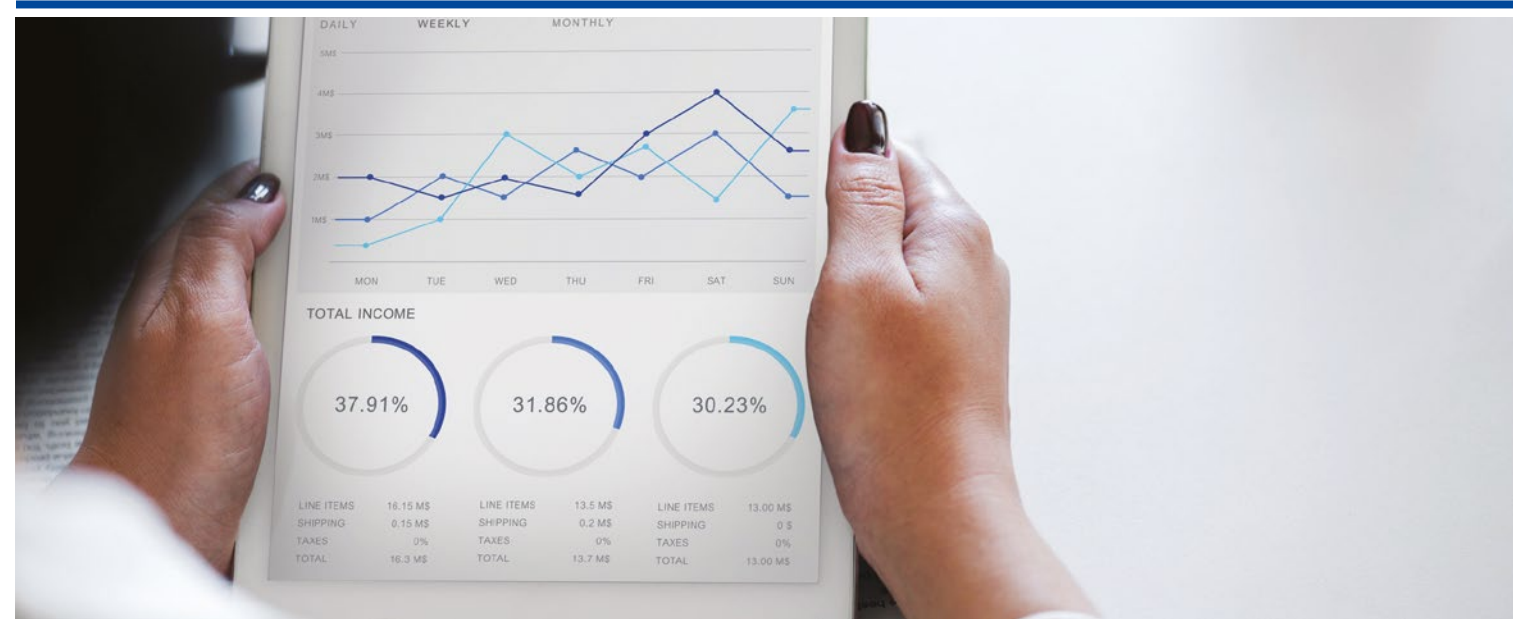 DAILY WEEKLY MONTHLY
5M$
4M$
3M$
2M$
1M$
MON TUE WED THU FRI SAT SUN
TOTAL INCOME
37.91% 31.86% 30.23%
LINE ITEMS 16.15 M$ LINE ITEMS 13.5 M$ LINE ITEMS 13.00 M$
SHIPPING 0.15 M$ SHIPPING 0.2 M$ SHIPPING 0 $
TAXES 0% TAXES 0% TAXES 0%
TOTAL 16.3 M$ TOTAL 13.7 M$ TOTAL 13.00 M$